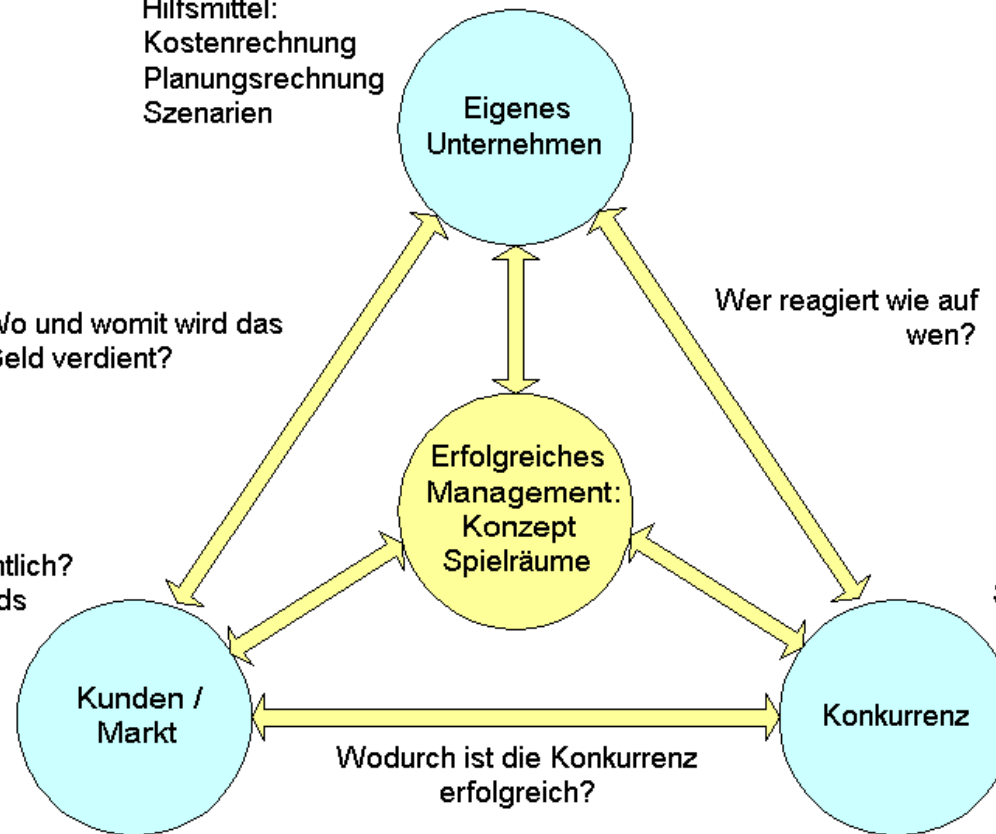 Hilfsmittel:
Kostenrechnung
Planungsrechnung
Szenarien
Eigenes
Unternehmen
Wo und womit wird das
Geld verdient?
Wer reagiert wie auf
wen?
Erfolgreiches
Management:
Konzept
Spielräume
Kunden /
Markt
Konkurrenz
Wodurch ist die Konkurrenz
erfolgreich?